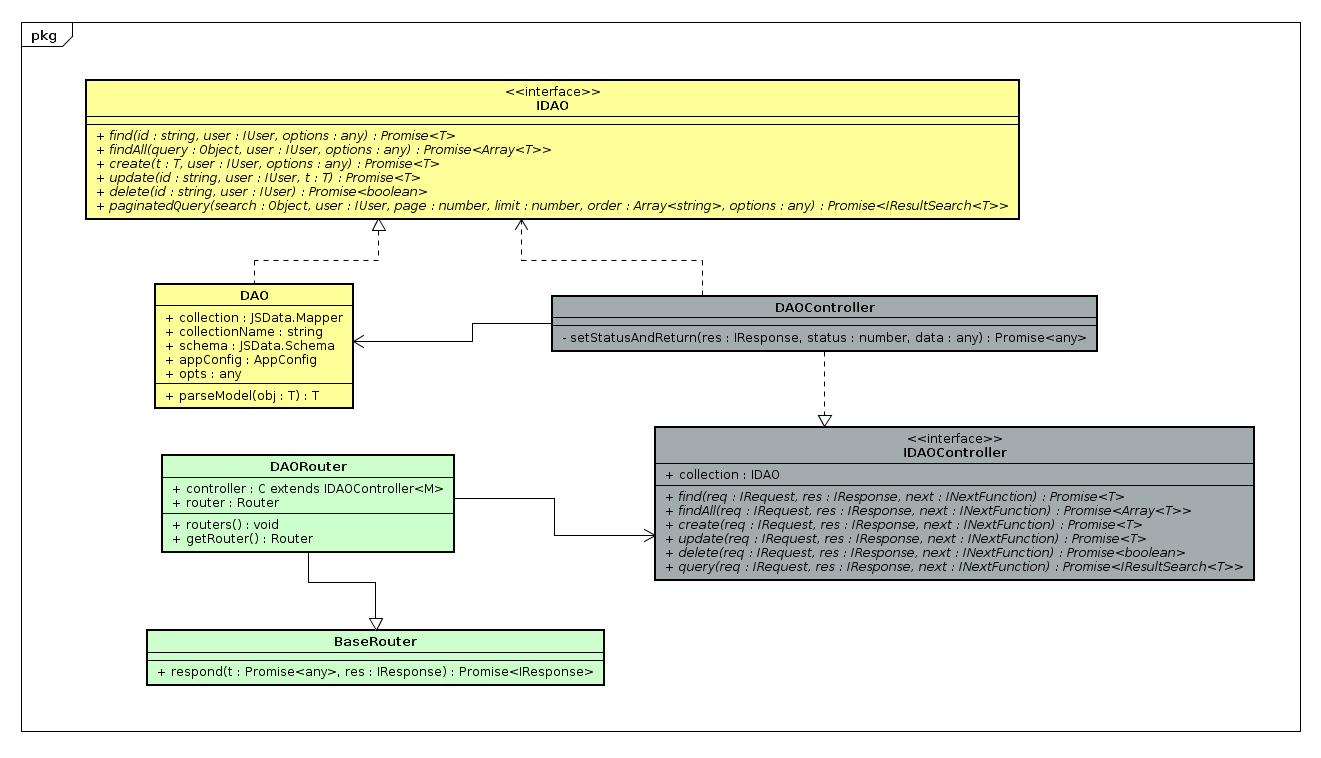 pkg
<<interface>>
IDAO
+ find(id : string, user : IUser, options : any) : Promise<T>
+ findAll(query : Object, user : IUser, options : any) : Promise<Array<T>>
+ create(t : T, user : IUser, options : any) : Promise<T>
+ update(id : string, user : IUser, t : T) : Promise<T>
+ delete(id : string, user : IUser) : Promise<boolean>
+ paginatedQuery(search : Object, user : IUser, page : number, limit : number, order : Array<string>, options : any) : Promise<IResultSearch<T>>
DAO
+ collection : JSData.Mapper
+ collectionName : string
+ schema : JSData.Schema
+ appConfig : AppConfig
+ opts : any
+ parseModel(obj : T) : T
DAOController
- setStatusAndReturn(res : IResponse, status : number, data : any) : Promise<any>
<<interface>>
IDAOController
+ collection : IDAO
+ find(req : IRequest, res : IResponse, next : INextFunction) : Promise<T>
+ findAll(req : IRequest, res : IResponse, next : INextFunction) : Promise<Array<T>>
+ create(req : IRequest, res : IResponse, next : INextFunction) : Promise<T>
+ update(req : IRequest, res : IResponse, next : INextFunction) : Promise<T>
+ delete(req : IRequest, res : IResponse, next : INextFunction) : Promise<boolean>
+ query(req : IRequest, res : IResponse, next : INextFunction) : Promise<IResultSearch<T>>
DAORouter
+ controller : C extends IDAOController<M>
+ router : Router
+ routers() : void
+ getRouter() : Router
BaseRouter
+ respond(t : Promise<any>, res : IResponse) : Promise<IResponse>